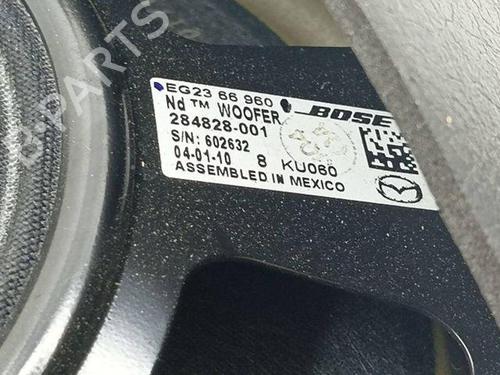 B-PARTS
EG23 66 960
Nd™ WOOFER BOSE
284828-001
S/N: 602632
04-01-10 8 KU060
ASSEMBLED IN MEXICO